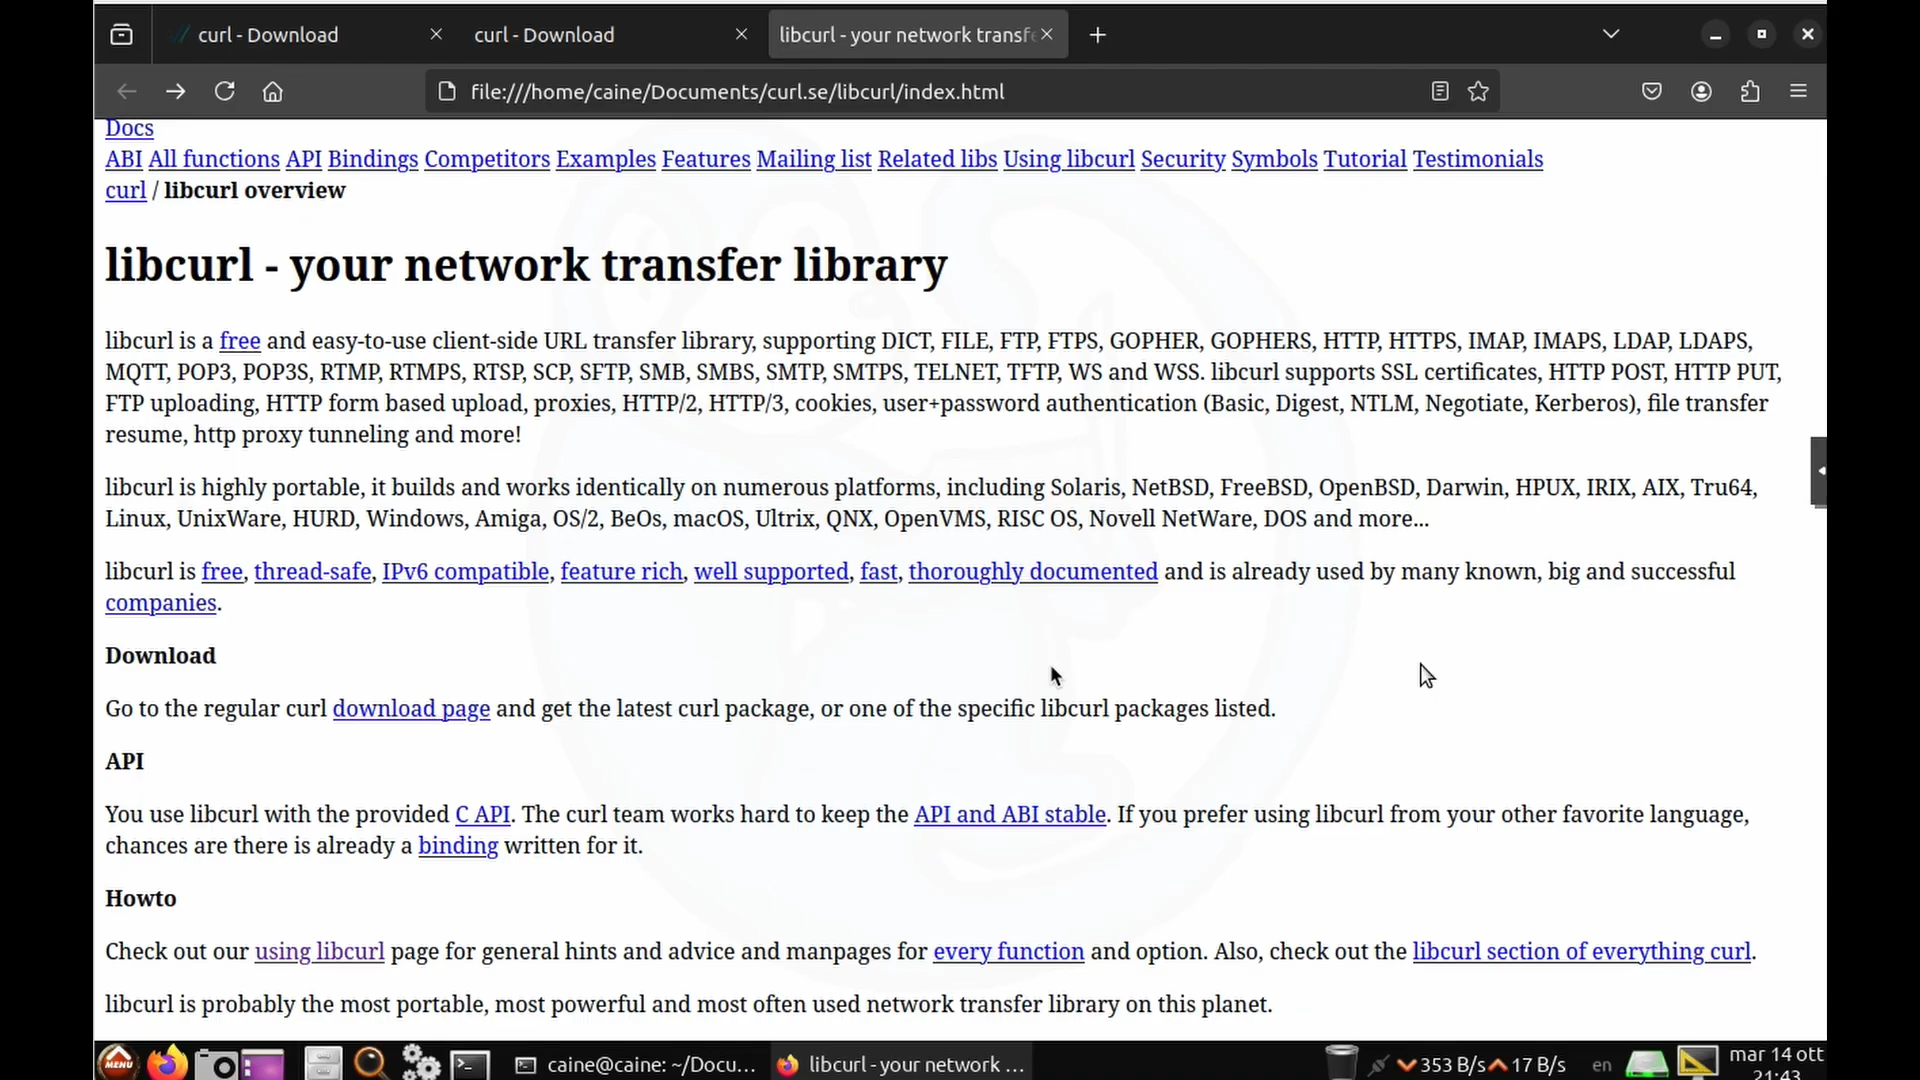 curl - Download
curl - Download
libcurl - your network transf
file:///home/caine/Documents/curl.se/libcurl/index.html
Docs
ABI All functions API Bindings Competitors Examples Features Mailing list Related libs Using libcurl Security Symbols Tutorial Testimonials
curl / libcurl overview
libcurl - your network transfer library
libcurl is a free and easy-to-use client-side URL transfer library, supporting DICT, FILE, FTP, FTPS, GOPHER, GOPHERS, HTTP, HTTPS, IMAP, IMAPS, LDAP, LDAPS,
MQTT, POP3, POP3S, RTMP, RTMPS, RTSP, SCP, SFTP, SMB, SMBS, SMTP, SMTPS, TELNET, TFTP, WS and WSS. libcurl supports SSL certificates, HTTP POST, HTTP PUT,
FTP uploading, HTTP form based upload, proxies, HTTP/2, HTTP/3, cookies, user+password authentication (Basic, Digest, NTLM, Negotiate, Kerberos), file transfer
resume, http proxy tunneling and more!
libcurl is highly portable, it builds and works identically on numerous platforms, including Solaris, NetBSD, FreeBSD, OpenBSD, Darwin, HPUX, IRIX, AIX, Tru64,
Linux, UnixWare, HURD, Windows, Amiga, OS/2, BeOs, macOS, Ultrix, QNX, OpenVMS, RISC OS, Novell NetWare, DOS and more...
libcurl is free, thread-safe, IPv6 compatible, feature rich, well supported, fast, thoroughly documented and is already used by many known, big and successful
companies.
Download
Go to the regular curl download page and get the latest curl package, or one of the specific libcurl packages listed.
API
You use libcurl with the provided C API. The curl team works hard to keep the API and ABI stable. If you prefer using libcurl from your other favorite language,
chances are there is already a binding written for it.
Howto
Check out our using libcurl page for general hints and advice and manpages for every function and option. Also, check out the libcurl section of everything curl.
libcurl is probably the most portable, most powerful and most often used network transfer library on this planet.
MENU
caine@caine: ~/Docu...
libcurl - your network ...
353 B/s 17 B/s
en
mar 14 ott
21:43